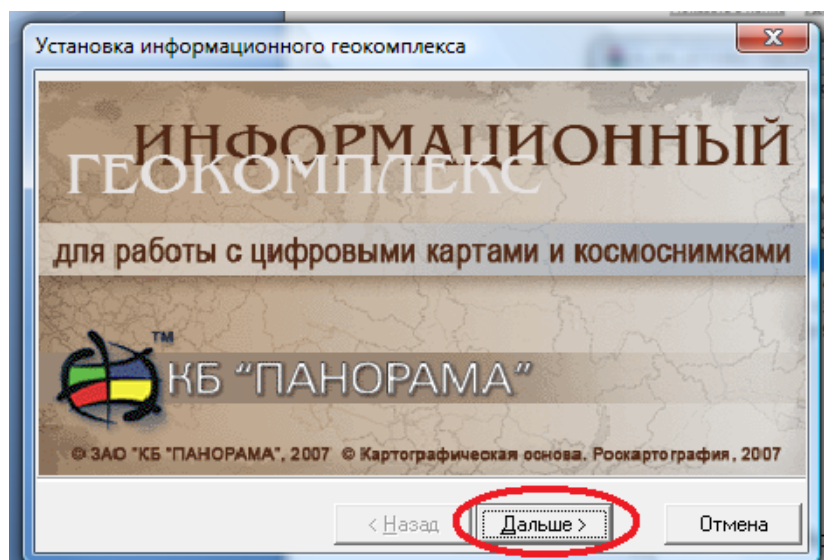 Установка информационного геокомплекса
ИНФОРМАЦИОННЫЙ
ГЕОКОМПЛЕКС
для работы с цифровыми картами и космоснимками
TM
КБ "ПАНОРАМА"
© ЗАО "КБ "ПАНОРАМА", 2007 © Картографическая основа. Роскартография, 2007
< Назад Дальше > Отмена